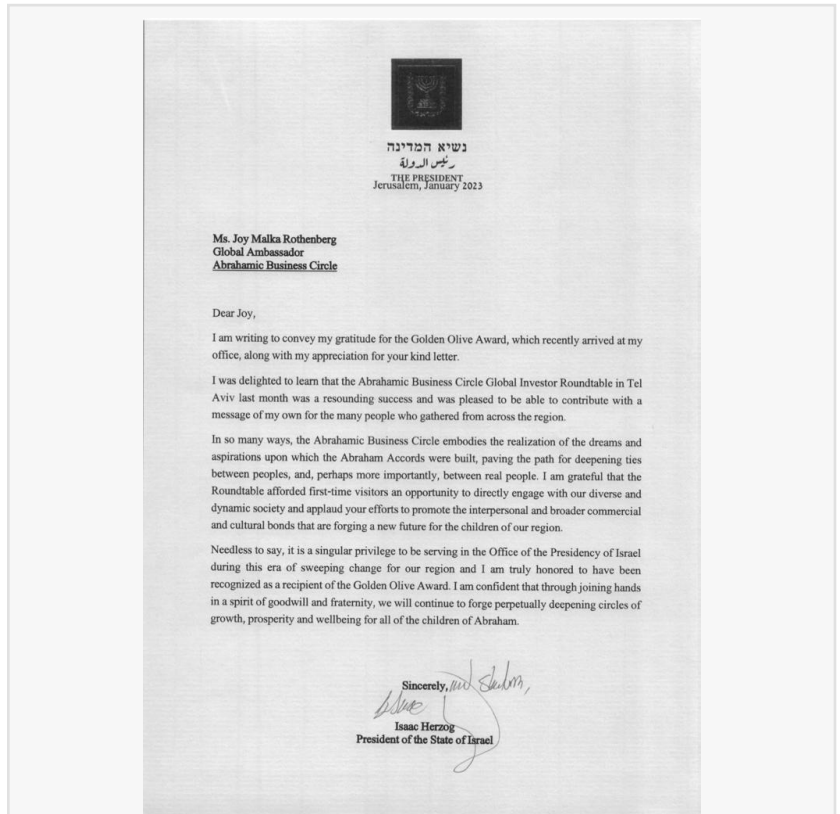 נשיא המדינה
رئيس الدولة
THE PRESIDENT
Jerusalem, January 2023
Ms. Joy Malka Rothenberg
Global Ambassador
Abrahamic Business Circle
Dear Joy,
I am writing to convey my gratitude for the Golden Olive Award, which recently arrived at my
office, along with my appreciation for your kind letter.
I was delighted to learn that the Abrahamic Business Circle Global Investor Roundtable in Tel
Aviv last month was a resounding success and was pleased to be able to contribute with a
message of my own for the many people who gathered from across the region.
In so many ways, the Abrahamic Business Circle embodies the realization of the dreams and
aspirations upon which the Abraham Accords were built, paving the path for deepening ties
between peoples, and, perhaps more importantly, between real people. I am grateful that the
Roundtable afforded first-time visitors an opportunity to directly engage with our diverse and
dynamic society and applaud your efforts to promote the interpersonal and broader commercial
and cultural bonds that are forging a new future for the children of our region.
Needless to say, it is a singular privilege to be serving in the Office of the Presidency of Israel
during this era of sweeping change for our region and I am truly honored to have been
recognized as a recipient of the Golden Olive Award. I am confident that through joining hands
in a spirit of goodwill and fraternity, we will continue to forge perpetually deepening circles of
growth, prosperity and wellbeing for all of the children of Abraham.
Sincerely,
Isaac Herzog
President of the State of Israel